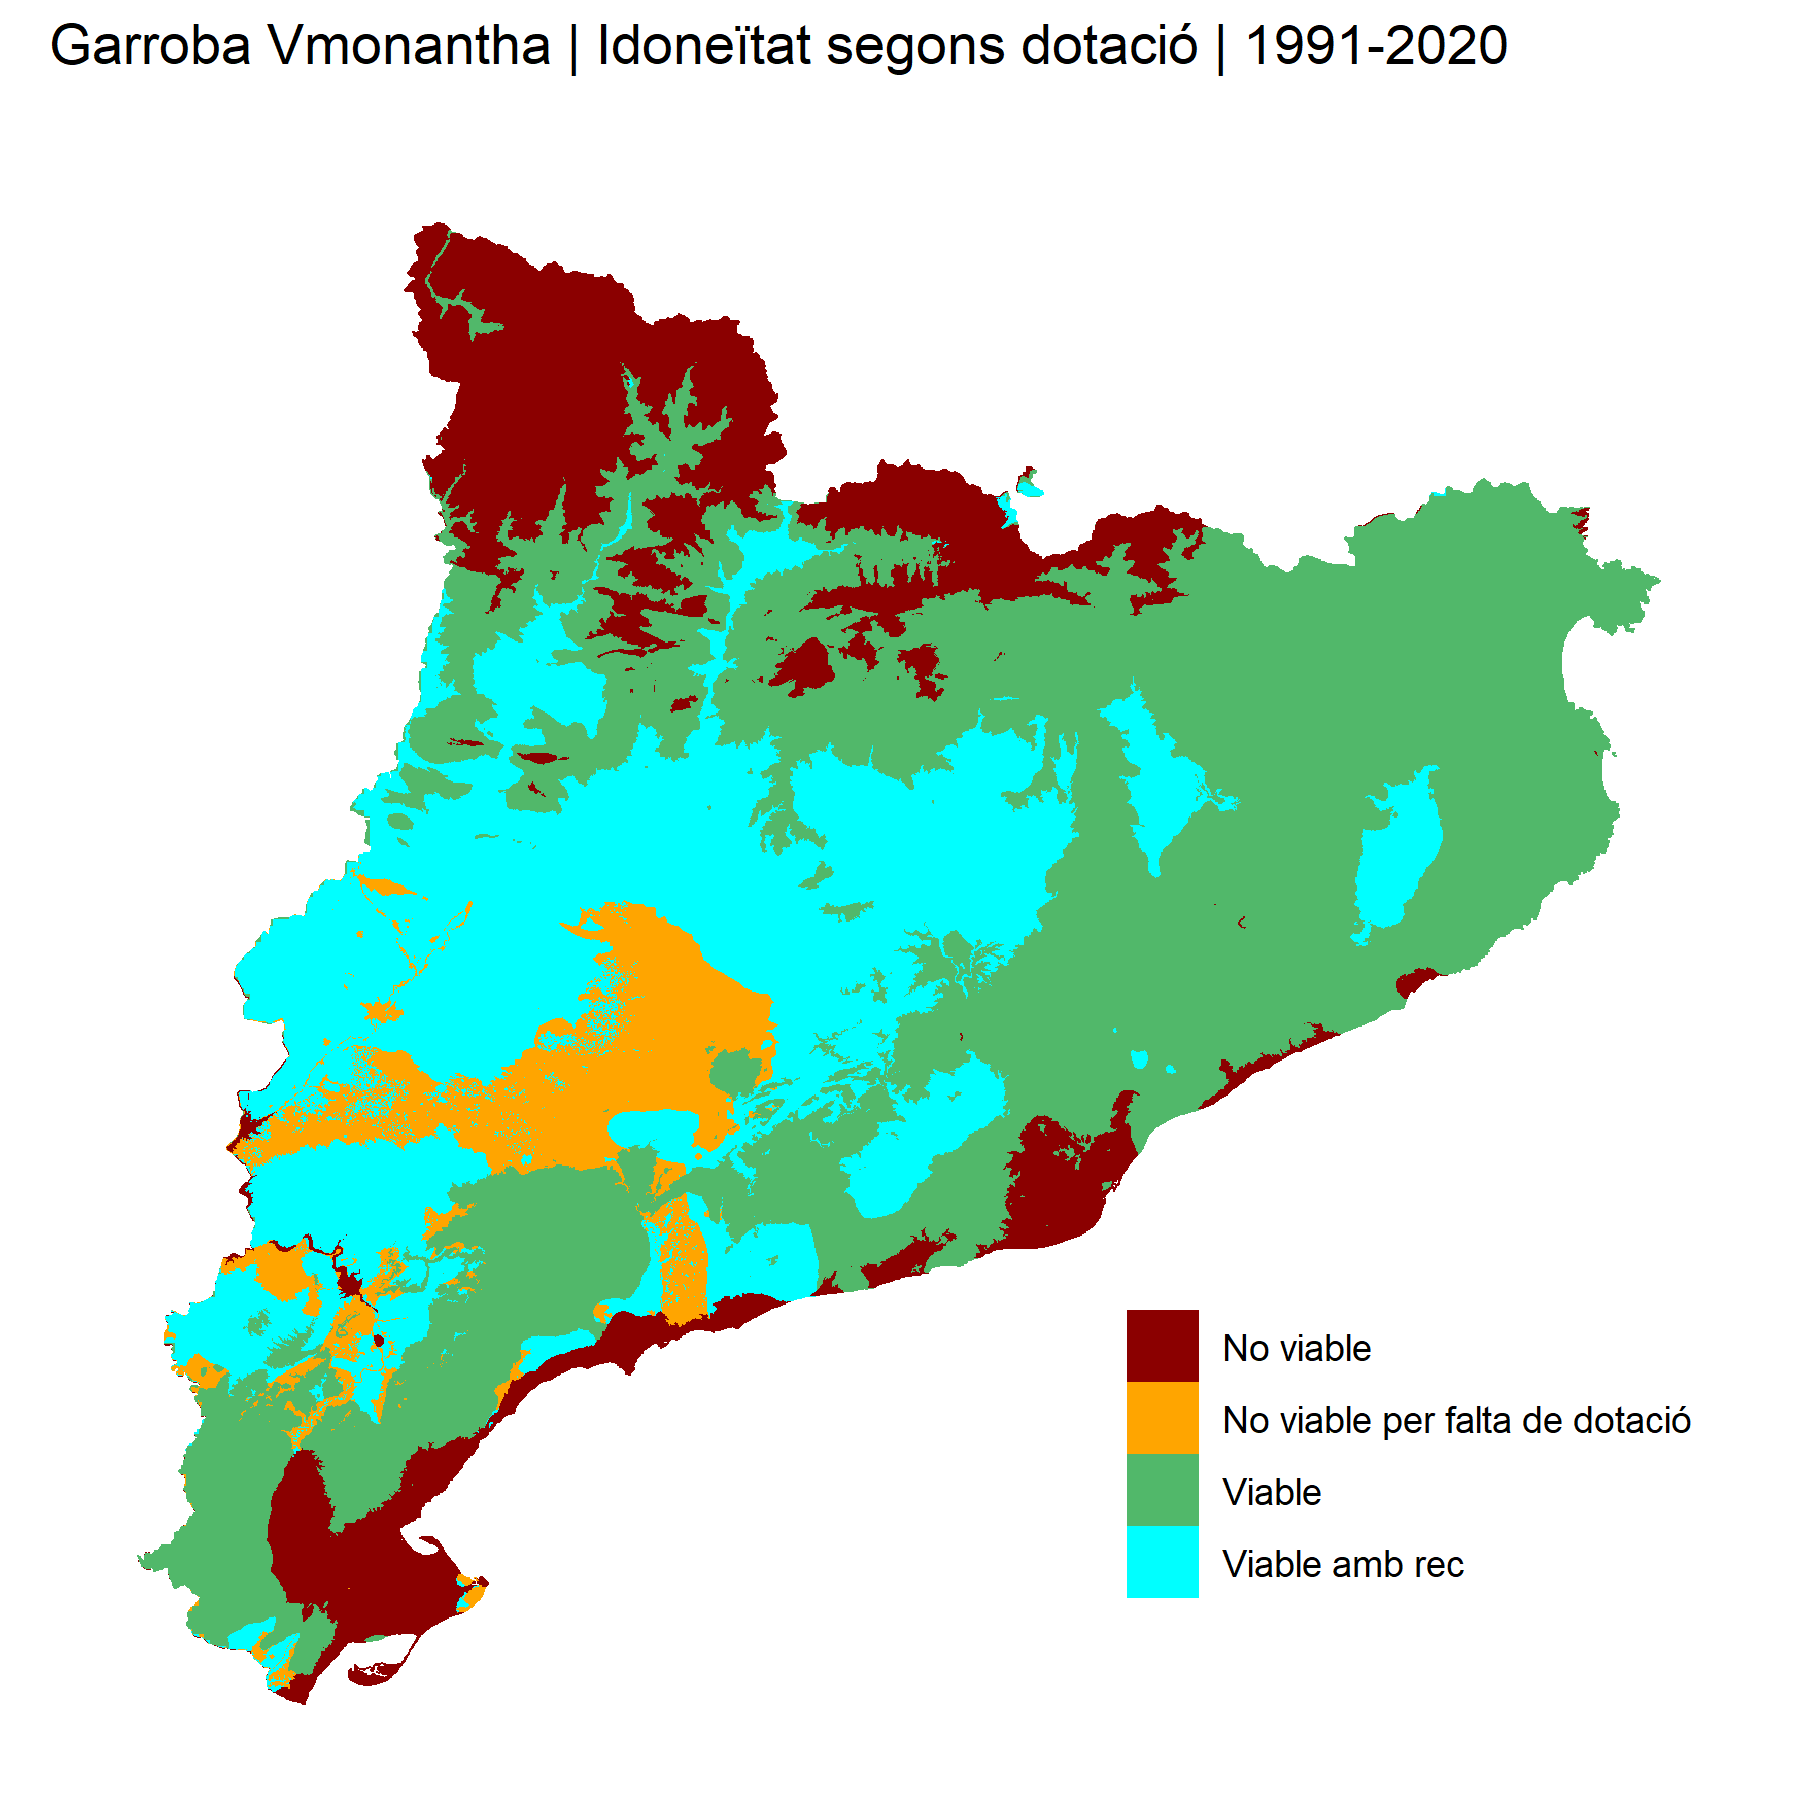 Garroba Vmonantha | Idoneïtat segons dotació | 1991-2020
No viable
No viable per falta de dotació
Viable
Viable amb rec